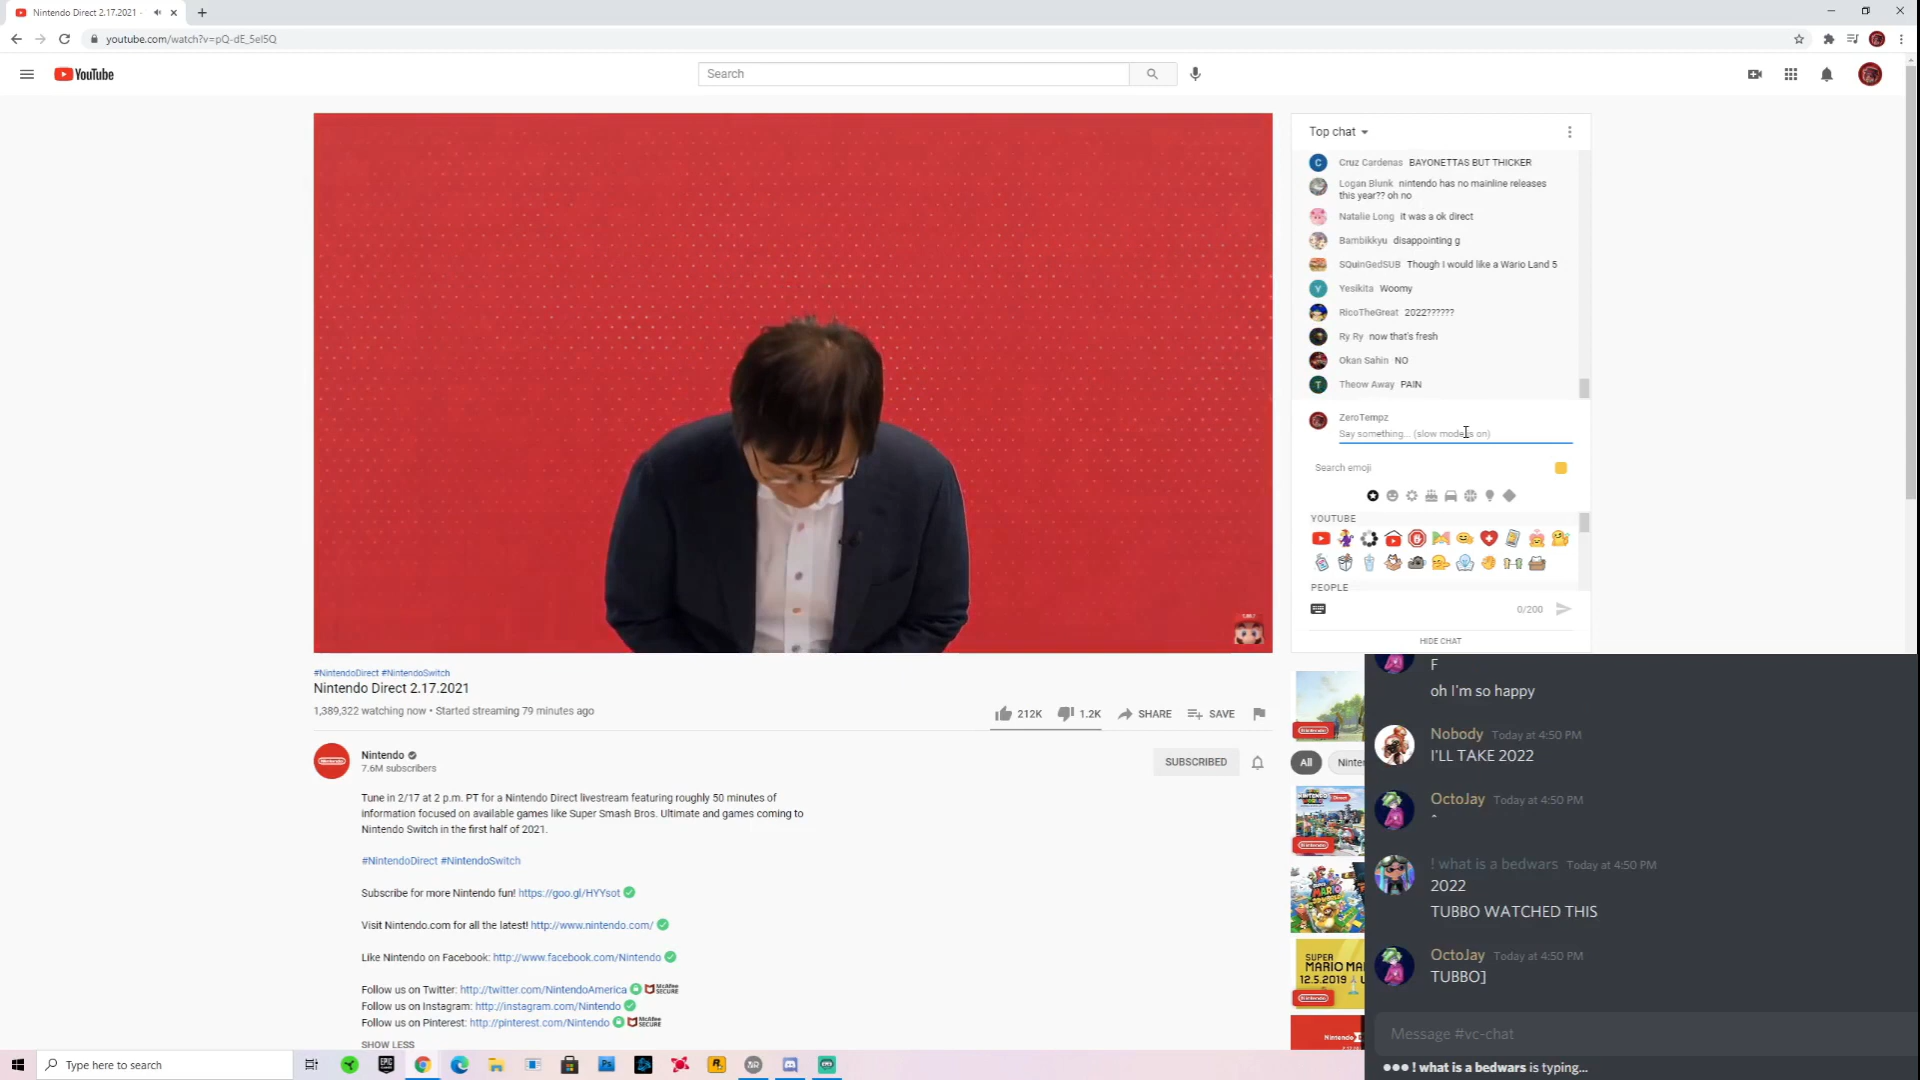 Nintendo Direct 2.17.2021 -
youtube.com/watch?v=pQ-dE_5el5Q
YouTube
Search
Top chat
Cruz Cardenas BAYONETTAS BUT THICKER
Logan Blunk nintendo has no mainline releases
this year?? oh no
Natalie Long it was a ok direct
Bambikkyu disappointing g
SQuinGedSUB Though I would like a Wario Land 5
Yesikita Woomy
RicoTheGreat 2022??????
Ry Ry now that's fresh
Okan Sahin NO
Theow Away PAIN
ZeroTempz
Say something... (slow mode is on)
Search emoji
YOUTUBE
PEOPLE
0/200
HIDE CHAT
#NintendoDirect #NintendoSwitch
Nintendo Direct 2.17.2021
1,389,322 watching now • Started streaming 79 minutes ago
212K
1.2K
SHARE
SAVE
Nintendo
7.6M subscribers
SUBSCRIBED
Tune in 2/17 at 2 p.m. PT for a Nintendo Direct livestream featuring roughly 50 minutes of
information focused on available games like Super Smash Bros. Ultimate and games coming to
Nintendo Switch in the first half of 2021.
#NintendoDirect #NintendoSwitch
Subscribe for more Nintendo fun! https://goo.gl/HYYsot
Visit Nintendo.com for all the latest! http://www.nintendo.com/
Like Nintendo on Facebook: http://www.facebook.com/Nintendo
Follow us on Twitter: http://twitter.com/NintendoAmerica McAfee SECURE
Follow us on Instagram: http://instagram.com/Nintendo
Follow us on Pinterest: http://pinterest.com/Nintendo McAfee SECURE
SHOW LESS
All
Ninte
SUPER
MARIO MA
12.5.2019
Nintendo
F
oh I'm so happy
Nobody Today at 4:50 PM
I'LL TAKE 2022
OctoJay Today at 4:50 PM
^
! what is a bedwars Today at 4:50 PM
2022
TUBBO WATCHED THIS
OctoJay Today at 4:50 PM
TUBBO]
Message #vc-chat
! what is a bedwars is typing...
Type here to search